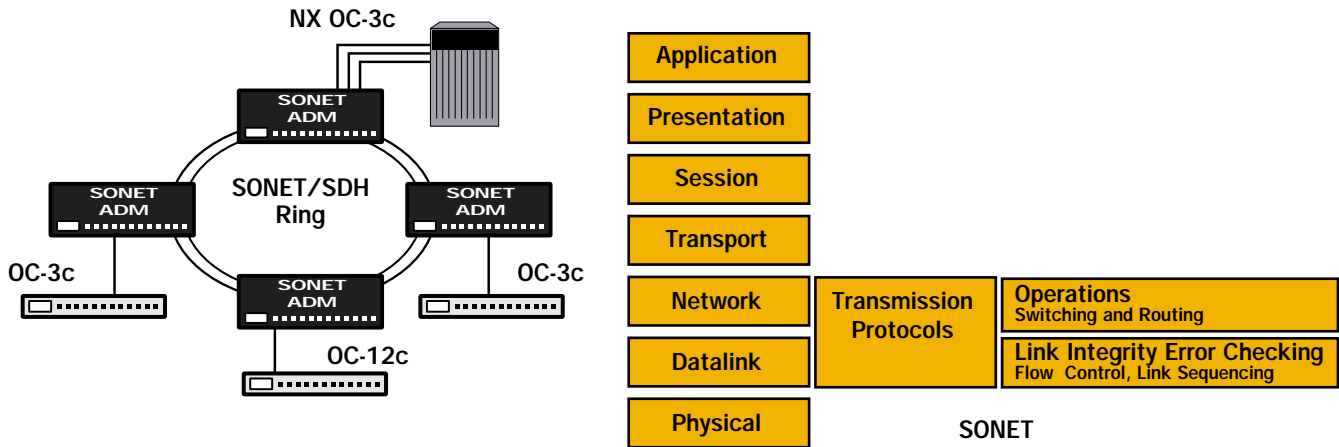 NX OC-3c
SONET
ADM
SONET/SDH
Ring
SONET
ADM
SONET
ADM
OC-3c
OC-3c
SONET
ADM
OC-12c
Application
Presentation
Session
Transport
Network
Datalink
Physical
Transmission
Protocols
Operations
Switching and Routing
Link Integrity Error Checking
Flow Control, Link Sequencing
SONET